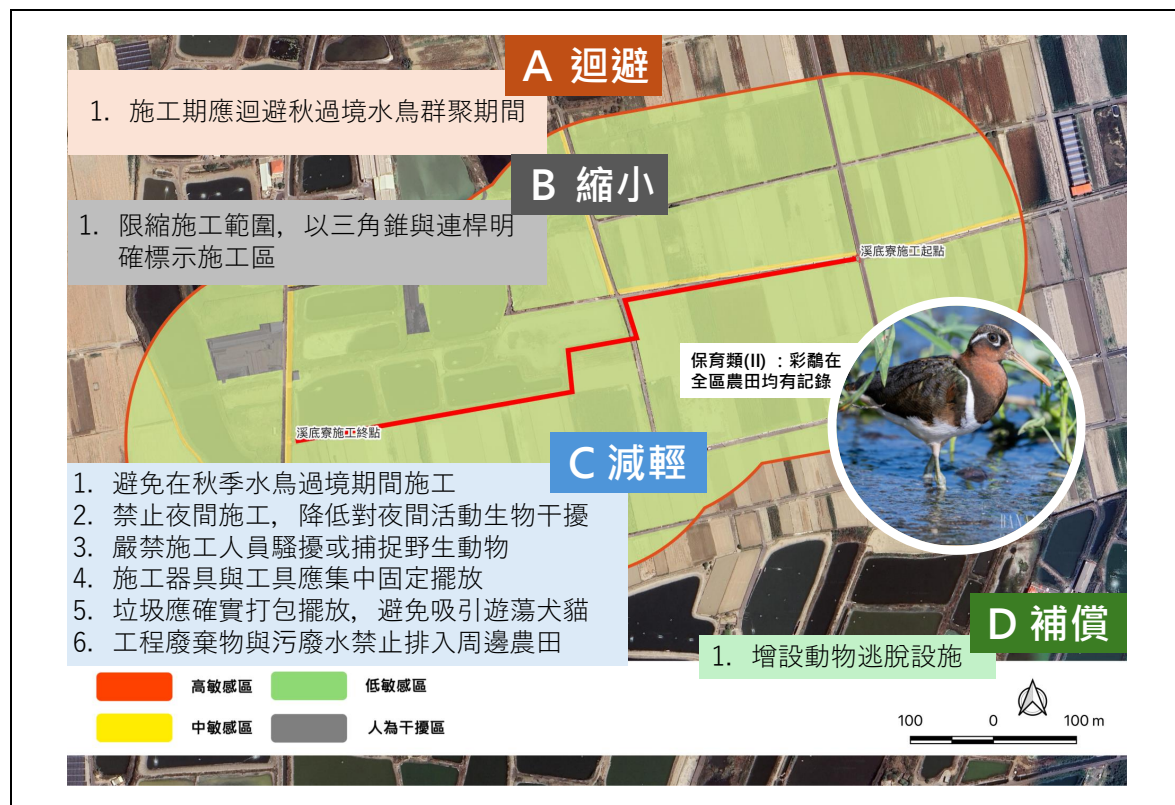 A 迴避
1. 施工期應迴避秋過境水鳥群聚期間
B 縮小
1. 限縮施工範圍，以三角錐與連桿明
確標示施工區
溪底寮施工起點
保育類(II) ：彩鷸在
全區農田均有記錄
溪底寮施工終點
C 減輕
1. 避免在秋季水鳥過境期間施工
2. 禁止夜間施工，降低對夜間活動生物干擾
3. 嚴禁施工人員騷擾或捕捉野生動物
4. 施工器具與工具應集中固定擺放
5. 垃圾應確實打包擺放，避免吸引遊蕩犬貓
6. 工程廢棄物與污廢水禁止排入周邊農田
D 補償
1. 增設動物逃脫設施
高敏感區
低敏感區
中敏感區
人為干擾區
100 0 100 m